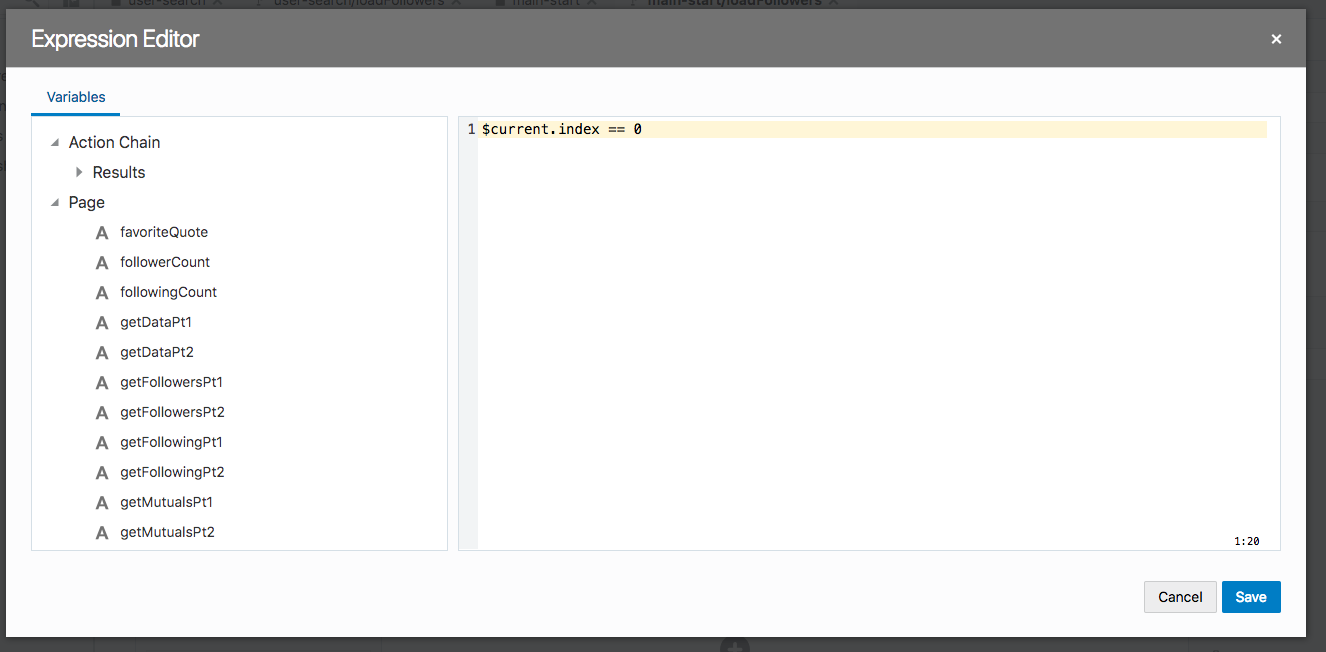 user-search
user-search/loadFollowers
main-start
main-start/loadFollowers
Expression Editor
Variables
Action Chain
Results
Page
favoriteQuote
followerCount
followingCount
getDataPt1
getDataPt2
getFollowersPt1
getFollowersPt2
getFollowingPt1
getFollowingPt2
getMutualsPt1
getMutualsPt2
1 $current.index == 0
1:20
Cancel
Save